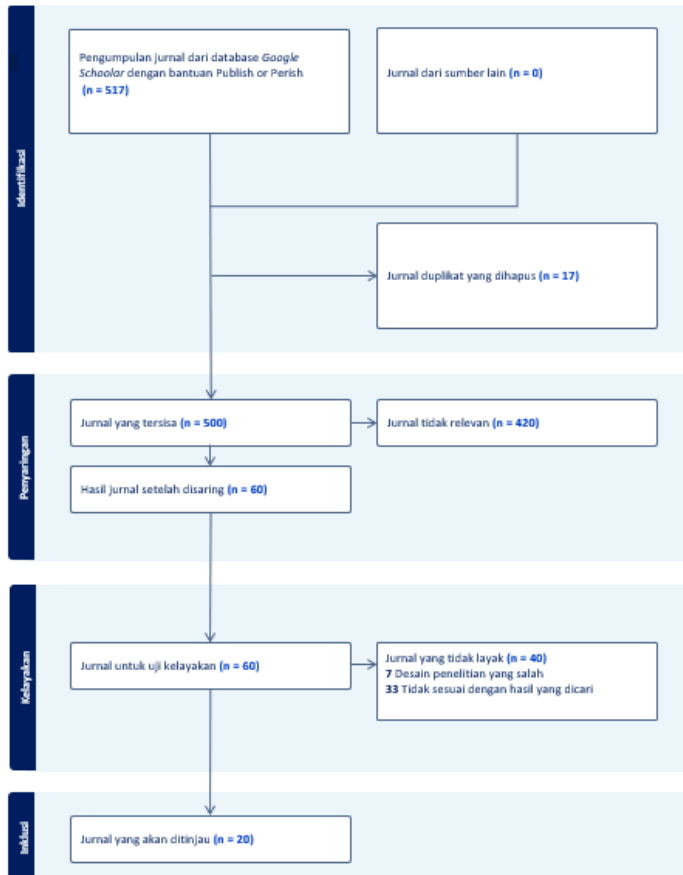 Identifikasi
Pengumpulan jurnal dari database Google
Schoolar dengan bantuan Publish or Perish
(n = 517)
Jurnal dari sumber lain (n = 0)
Jurnal duplikat yang dihapus (n = 17)
Penyaringan
Jurnal yang tersisa (n = 500)
Jurnal tidak relevan (n = 420)
Hasil jurnal setelah disaring (n = 60)
Kelayakan
Jurnal untuk uji kelayakan (n = 60)
Jurnal yang tidak layak (n = 40)
7 Desain penelitian yang salah
33 Tidak sesuai dengan hasil yang dicari
Inklusi
Jurnal yang akan ditinjau (n = 20)